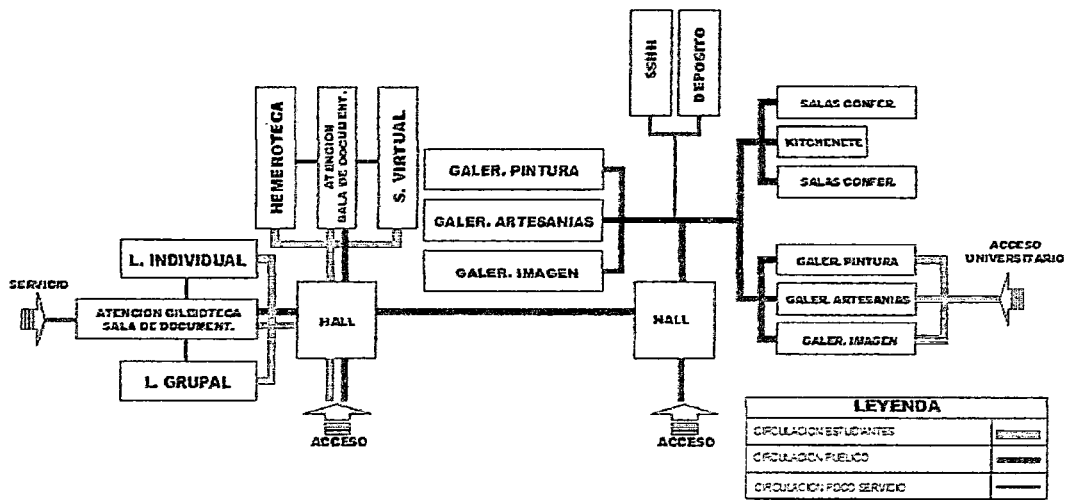 SSHH
DEPOSITO
HEMEROTECA
ATENCION
SALA DE DOCUMENT.
S. VIRTUAL
SALAS CONFER.
KITCHENETE
SALAS CONFER.
GALER. PINTURA
GALER. ARTESANIAS
GALER. IMAGEN
L. INDIVIDUAL
SERVICIO
ATENCION
SALA DE DOCUMENT.
L. GRUPAL
HALL
HALL
GALER. PINTURA
GALER. ARTESANIAS
GALER. IMAGEN
ACCESO
UNIVERSITARIO
ACCESO
ACCESO
LEYENDA
CIRCULACION ESTUDIANTES
CIRCULACION PUBLICO
CIRCULACION POCO SERVICIO